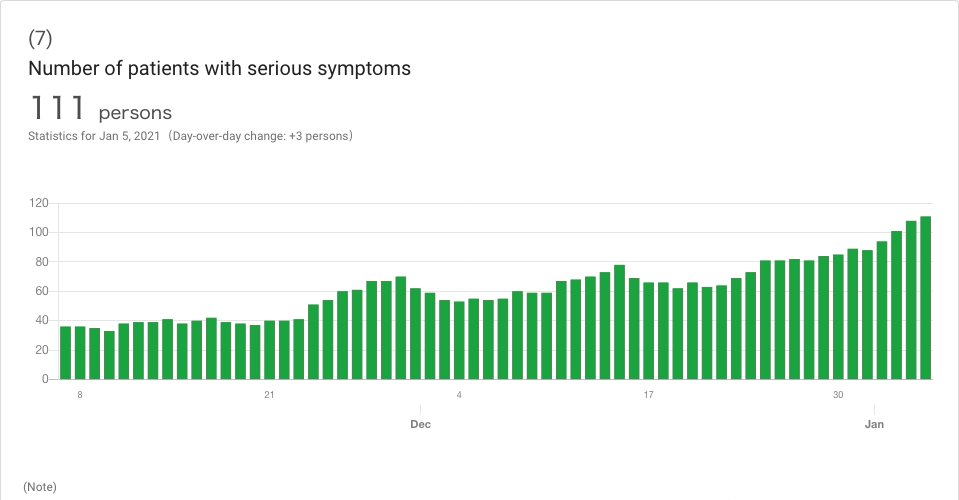 (7)
Number of patients with serious symptoms
111 persons
Statistics for Jan 5, 2021 (Day-over-day change: +3 persons)
120
100
80
60
40
20
0
8 21 4 17 30
Dec Jan
(Note)